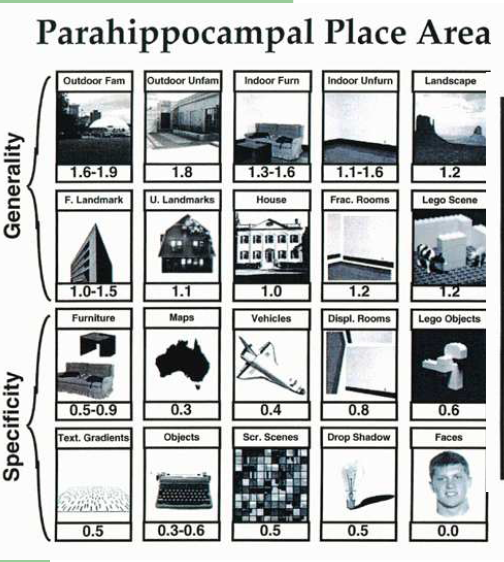 Parahippocampal Place Area
Generality
Outdoor Fam Outdoor Unfam Indoor Furn Indoor Unfurn Landscape
1.6-1.9 1.8 1.3-1.6 1.1-1.6 1.2
F. Landmark U. Landmarks House Frac. Rooms Lego Scene
1.0-1.5 1.1 1.0 1.2 1.2
Specificity
Furniture Maps Vehicles Displ. Rooms Lego Objects
0.5-0.9 0.3 0.4 0.8 0.6
Text. Gradients Objects Scr. Scenes Drop Shadow Faces
0.5 0.3-0.6 0.5 0.5 0.0